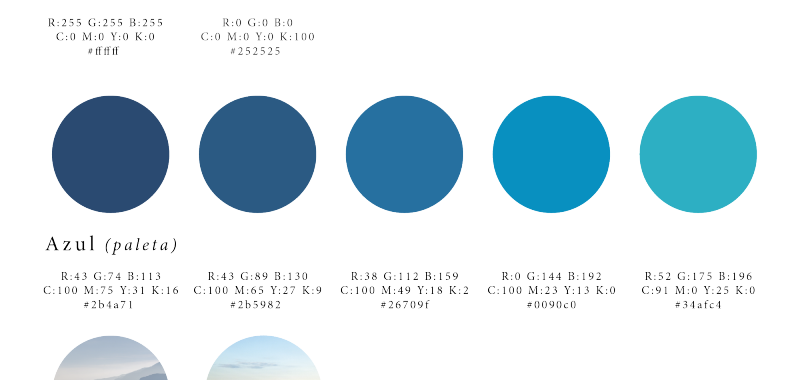 R:255 G:255 B:255
C:0 M:0 Y:0 K:0
#ffffff
R:0 G:0 B:0
C:0 M:0 Y:0 K:100
#252525
Azul (paleta)
R:43 G:74 B:113
C:100 M:75 Y:31 K:16
#2b4a71
R:43 G:89 B:130
C:100 M:65 Y:27 K:9
#2b5982
R:38 G:112 B:159
C:100 M:49 Y:18 K:2
#26709f
R:0 G:144 B:192
C:100 M:23 Y:13 K:0
#0090c0
R:52 G:175 B:196
C:91 M:0 Y:25 K:0
#34afc4